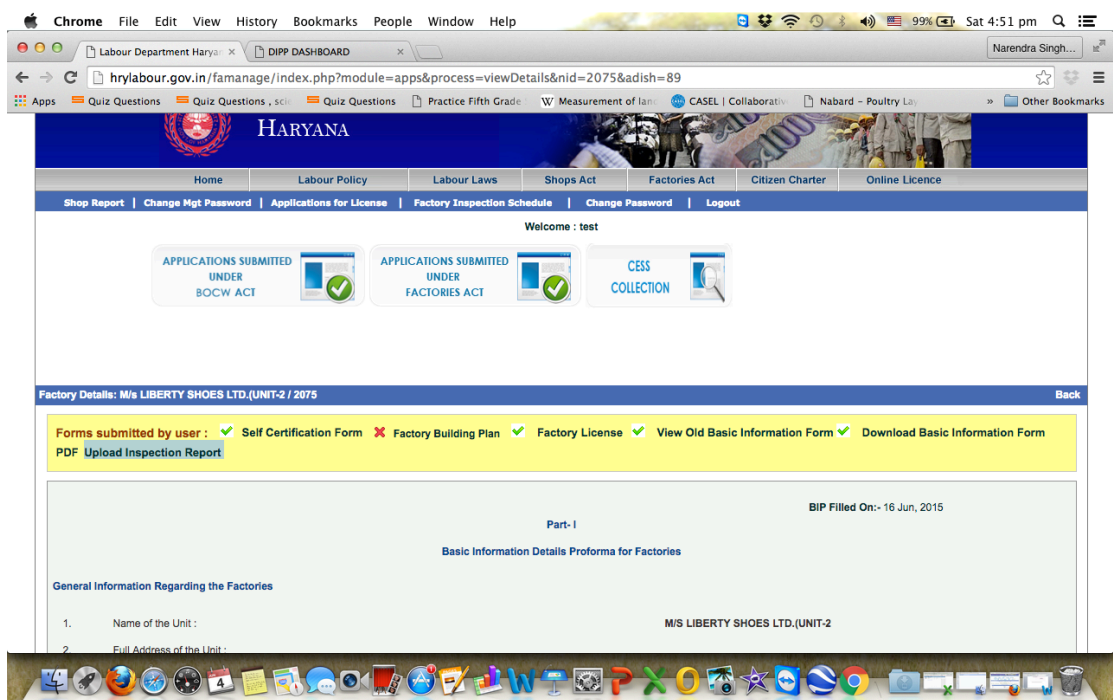 Chrome File Edit View History Bookmarks People Window Help 99% Sat 4:51 pm
Labour Department Haryan × DIPP DASHBOARD × Narendra Singh...
hrylabour.gov.in/famanage/index.php?module=apps&process=viewDetails&nid=2075&adish=89
Apps Quiz Questions Quiz Questions , scie Quiz Questions Practice Fifth Grade W Measurement of land CASEL | Collaborativ Nabard – Poultry Lay » Other Bookmarks
HARYANA
Home Labour Policy Labour Laws Shops Act Factories Act Citizen Charter Online Licence
Shop Report | Change Mgt Password | Applications for License | Factory Inspection Schedule | Change Password | Logout
Welcome : test
APPLICATIONS SUBMITTED
UNDER
BOCW ACT
APPLICATIONS SUBMITTED
UNDER
FACTORIES ACT
CESS
COLLECTION
Factory Details: M/s LIBERTY SHOES LTD.(UNIT-2 / 2075 Back
Forms submitted by user : Self Certification Form Factory Building Plan Factory License View Old Basic Information Form Download Basic Information Form
PDF Upload Inspection Report
BIP Filled On:- 16 Jun, 2015
Part- I
Basic Information Details Proforma for Factories
General Information Regarding the Factories
1. Name of the Unit : M/S LIBERTY SHOES LTD.(UNIT-2
2. Full Address of the Unit :
4